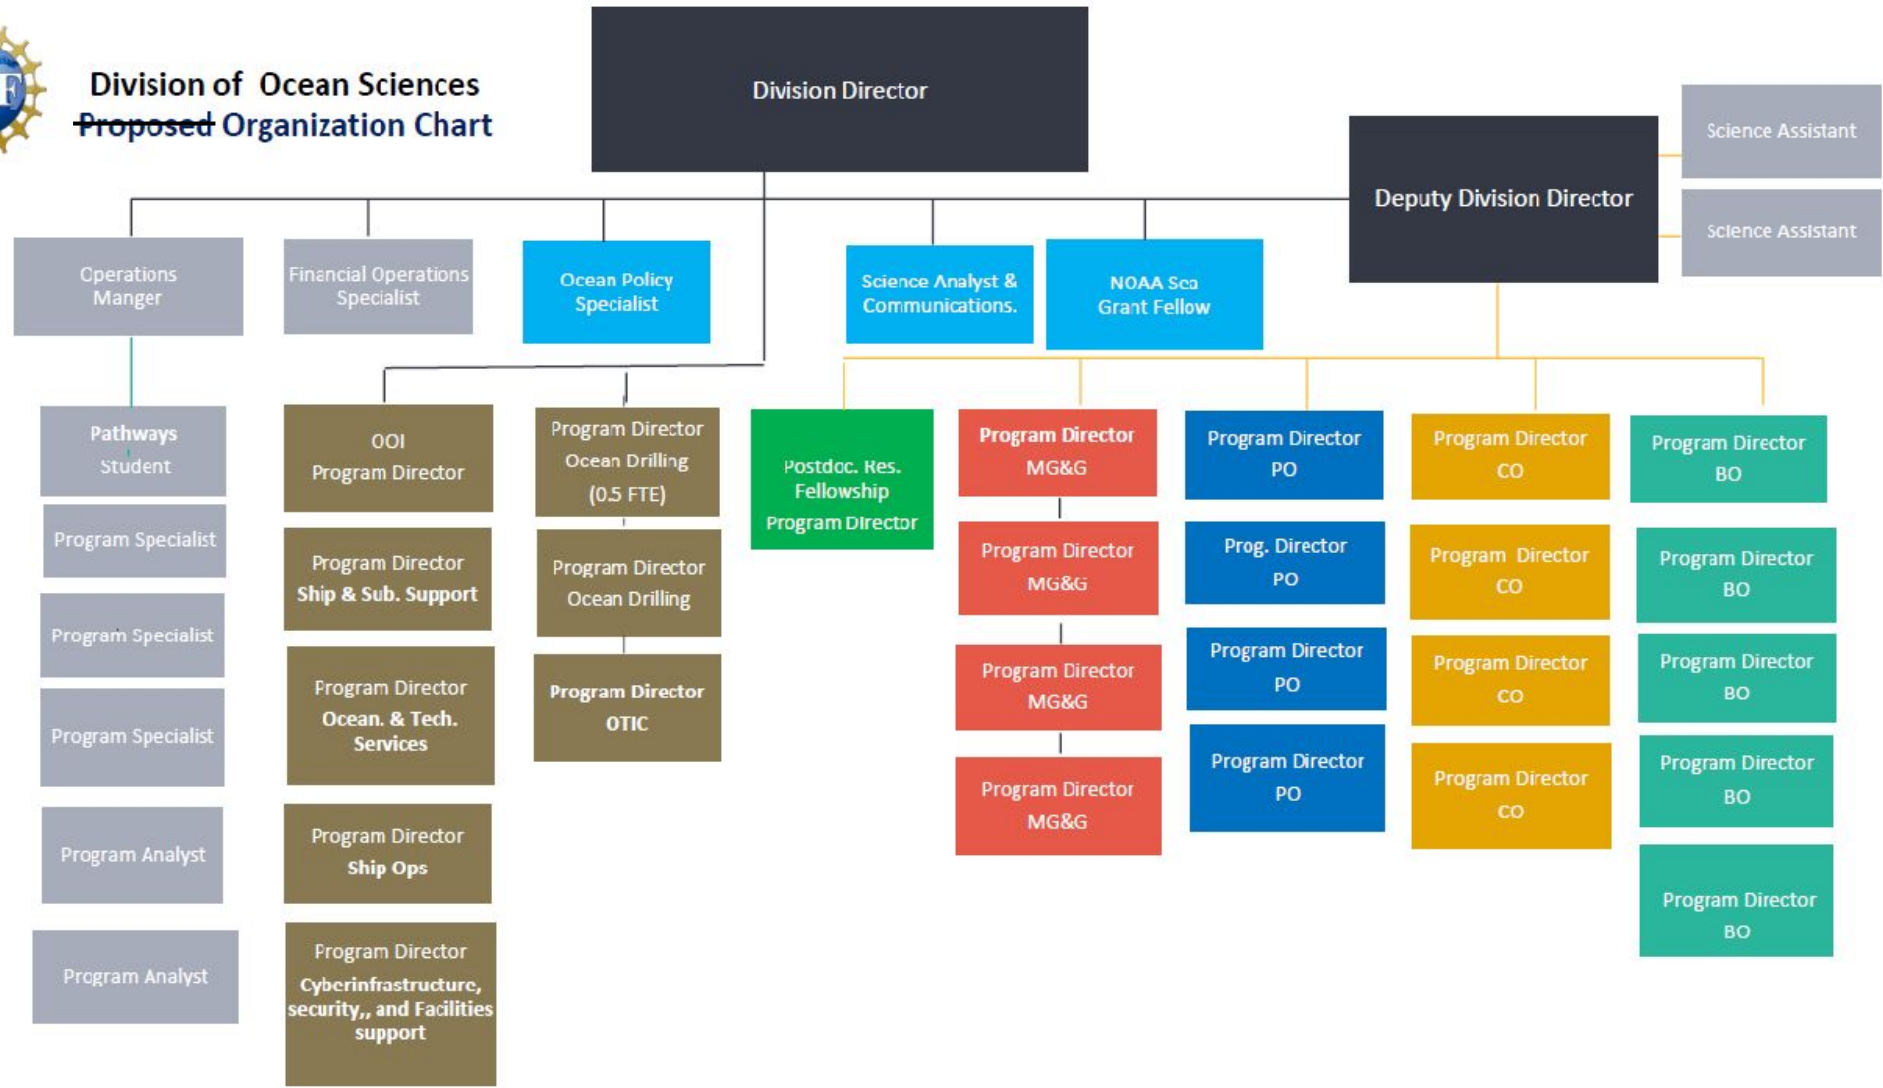 F
Division of Ocean Sciences
Proposed Organization Chart
Division Director
Deputy Division Director
Science Assistant
Science Assistant
Operations
Manger
Financial Operations
Specialist
Ocean Policy
Specialist
Science Analyst &
Communications.
NOAA Sea
Grant Fellow
Pathways
Student
Program Specialist
Program Specialist
Program Specialist
Program Analyst
Program Analyst
OOI
Program Director
Program Director
Ship & Sub. Support
Program Director
Ocean. & Tech.
Services
Program Director
Ship Ops
Program Director
Cyberinfrastructure,
security,, and Facilities
support
Program Director
Ocean Drilling
(0.5 FTE)
Program Director
Ocean Drilling
Program Director
OTIC
Postdoc. Res.
Fellowship
Program Director
Program Director
MG&G
Program Director
MG&G
Program Director
MG&G
Program Director
MG&G
Program Director
PO
Prog. Director
PO
Program Director
PO
Program Director
PO
Program Director
CO
Program Director
CO
Program Director
CO
Program Director
CO
Program Director
BO
Program Director
BO
Program Director
BO
Program Director
BO
Program Director
BO